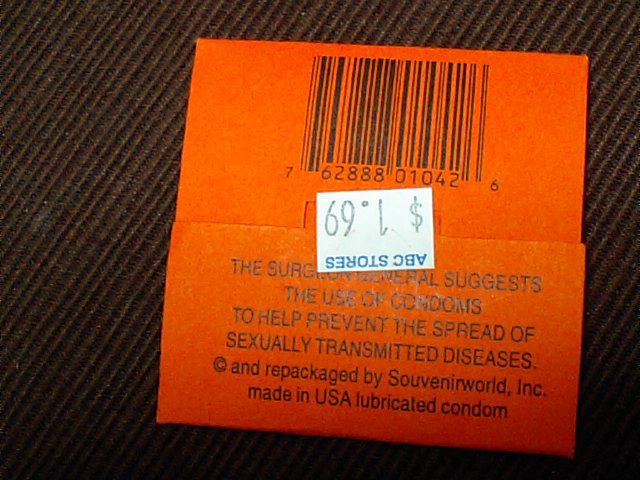 7 62888 01042 6
$ 1.69
ABC STORES
THE SURGEON GENERAL SUGGESTS
THE USE OF CONDOMS
TO HELP PREVENT THE SPREAD OF
SEXUALLY TRANSMITTED DISEASES.
© and repackaged by Souvenirworld, Inc.
made in USA lubricated condom